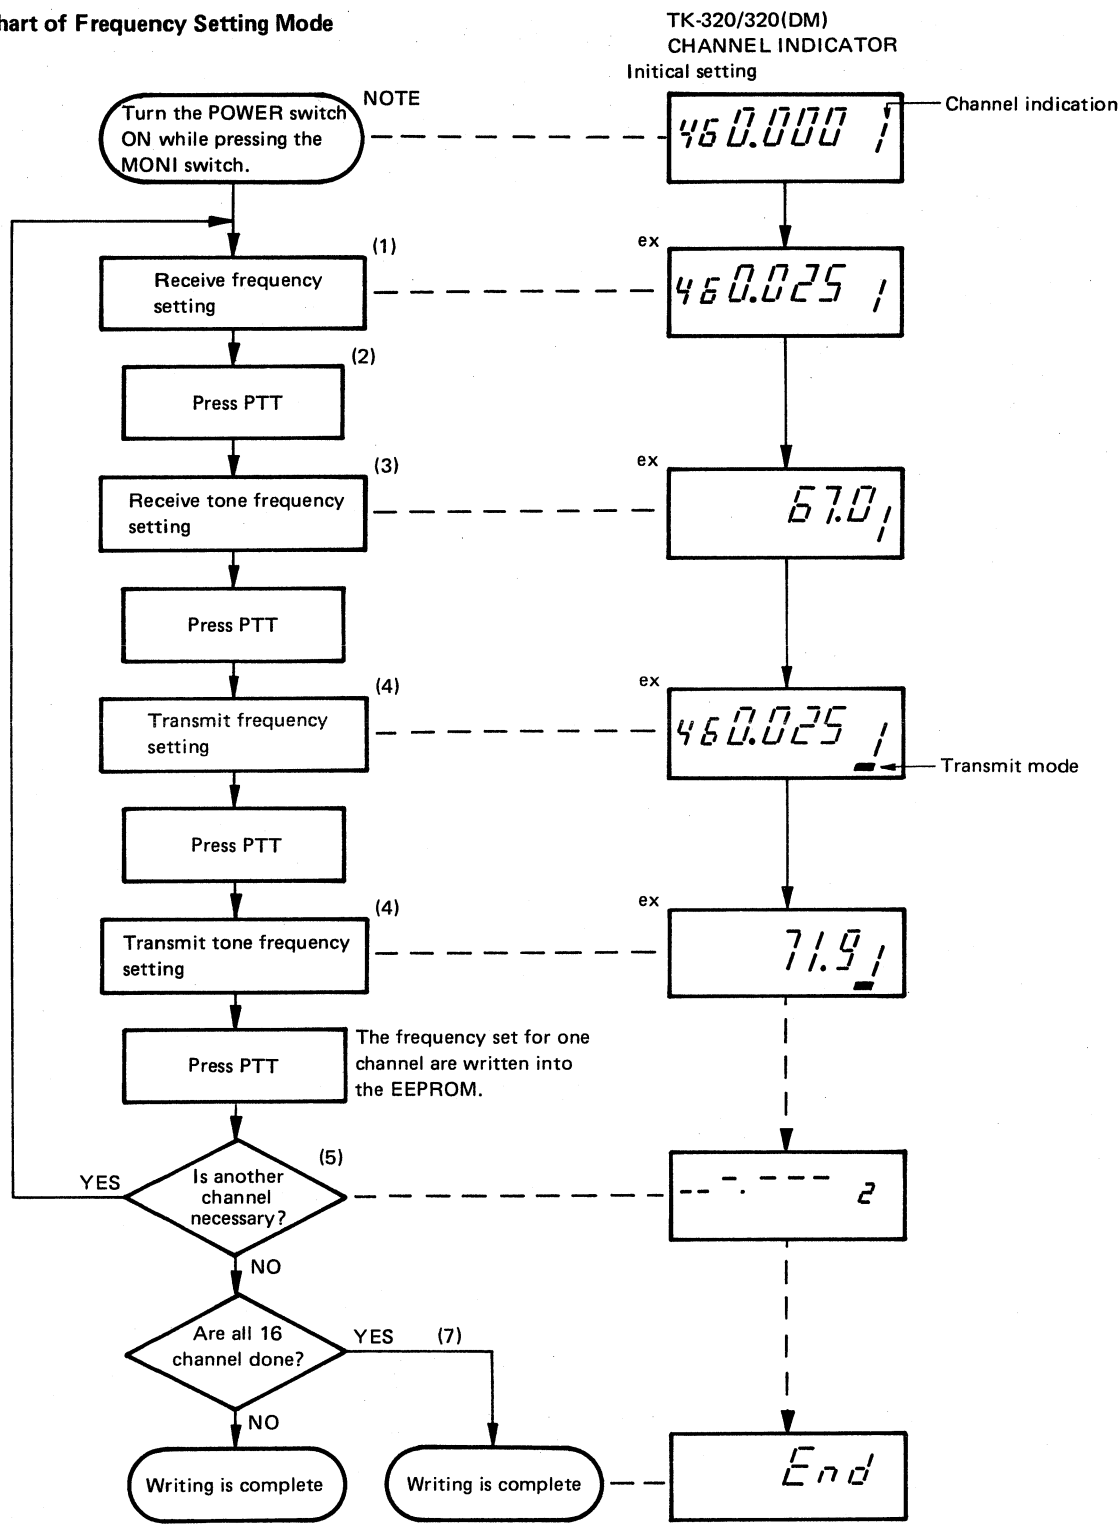 hart of Frequency Setting Mode
TK-320/320(DM)
CHANNEL INDICATOR
Initical setting
NOTE
Turn the POWER switch
ON while pressing the
MONI switch.
460.000 1
Channel indication
(1)
Receive frequency
setting
ex
460.025 1
(2)
Press PTT
(3)
Receive tone frequency
setting
ex
67.0 1
Press PTT
(4)
Transmit frequency
setting
ex
460.025 1
Transmit mode
Press PTT
(4)
Transmit tone frequency
setting
ex
71.9 1
Press PTT
The frequency set for one
channel are written into
the EEPROM.
(5)
YES
Is another
channel
necessary?
-- -. --- 2
NO
Are all 16
channel done?
YES (7)
NO
Writing is complete
Writing is complete
End